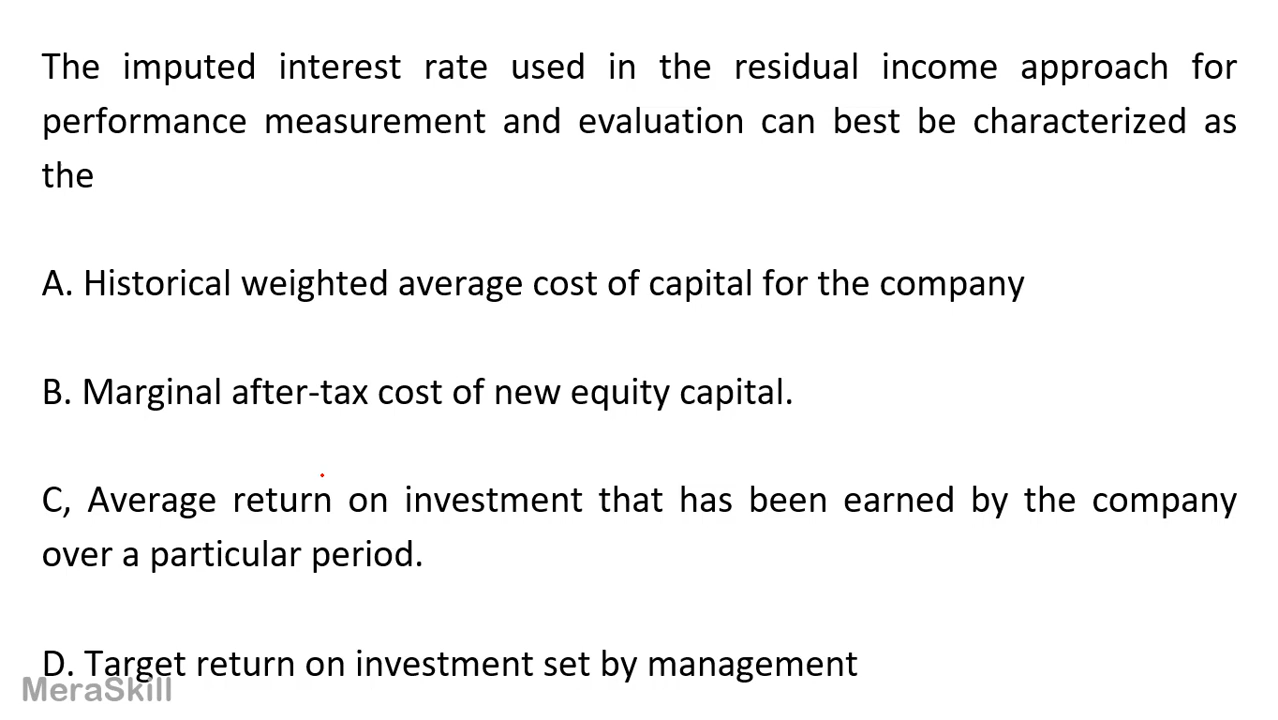 The imputed interest rate used in the residual income approach for
performance measurement and evaluation can best be characterized as
the
A. Historical weighted average cost of capital for the company
B. Marginal after-tax cost of new equity capital.
C, Average return on investment that has been earned by the company
over a particular period.
D. Target return on investment set by management
MeraSkill